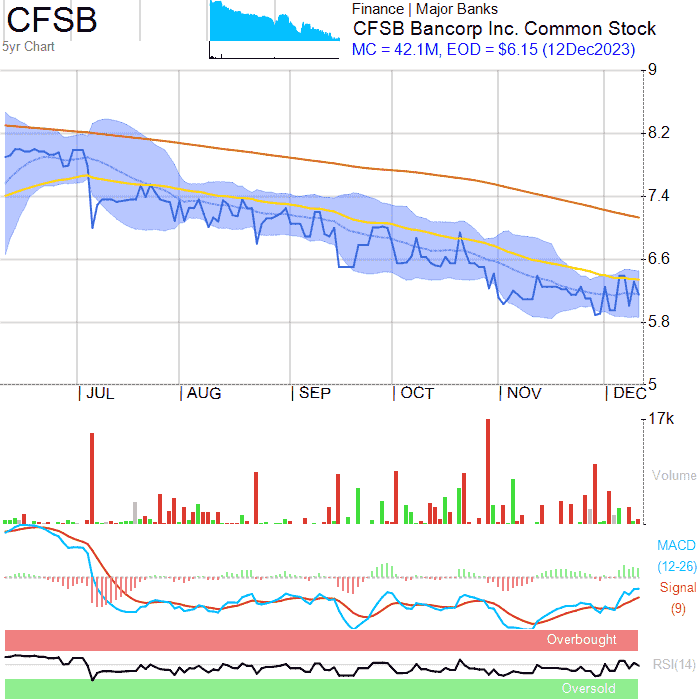 CFSB
5yr Chart
Finance | Major Banks
CFSB Bancorp Inc. Common Stock
MC = 42.1M, EOD = $6.15 (12Dec2023)
9
8.2
7.4
6.6
5.8
5
| JUL | AUG | SEP | OCT | NOV | DEC
17k
Volume
MACD
(12-26)
Signal
(9)
Overbought
RSI(14)
Oversold